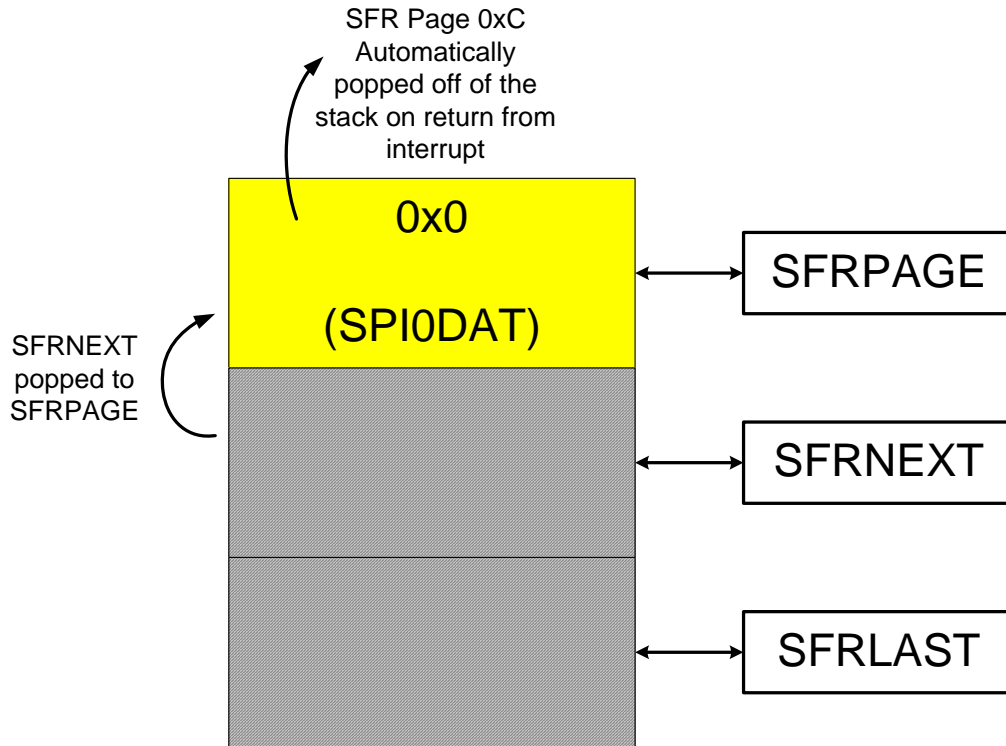 SFR Page 0xC
Automatically
popped off of the
stack on return from
interrupt
0x0
(SPI0DAT)
SFRPAGE
SFRNEXT
popped to
SFRPAGE
SFRNEXT
SFRLAST